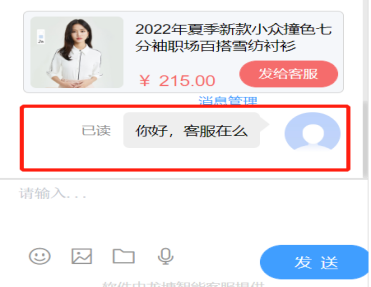 2022年夏季新款小众撞色七
分袖职场百搭雪纺衬衫
¥ 215.00
发给客服
消息管理
已读
你好，客服在么
请输入...
发 送